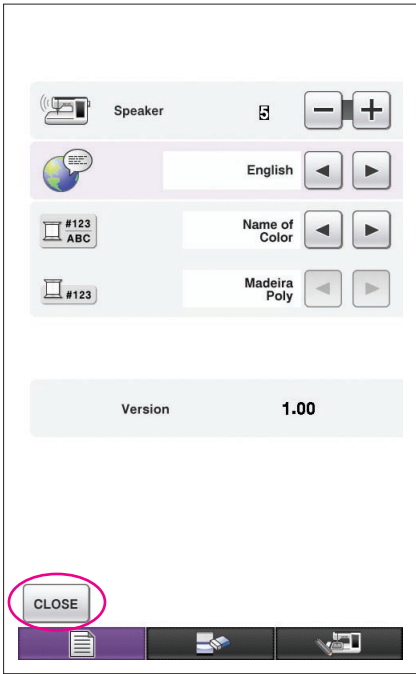 Speaker 5 − +
English
#123
ABC
Name of
Color
#123
Madeira
Poly
Version 1.00
CLOSE